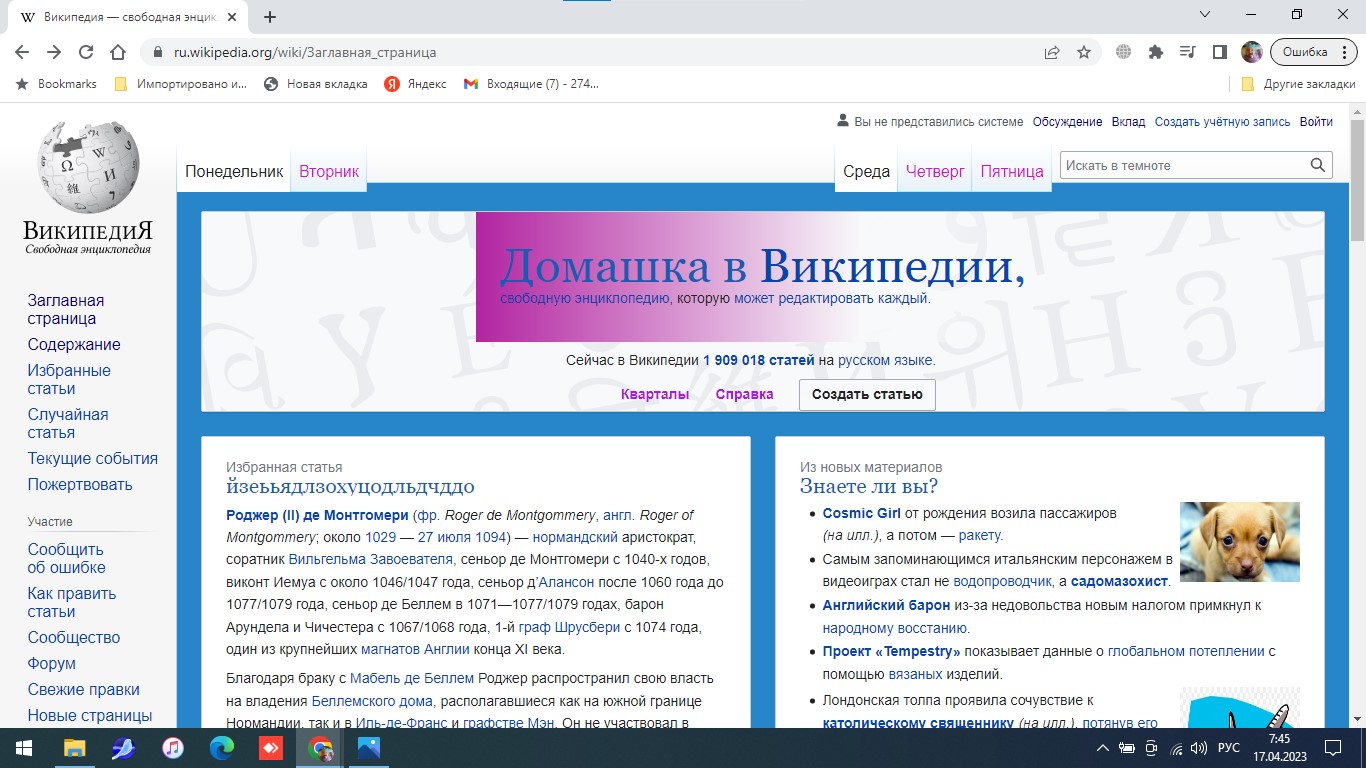 Википедия — свободная энцик
ru.wikipedia.org/wiki/Заглавная_страница
Ошибка
Bookmarks
Импортировано и...
Новая вкладка
Яндекс
Входящие (7) - 274...
Другие закладки
Вы не представились системе Обсуждение Вклад Создать учётную запись Войти
Понедельник Вторник Среда Четверг Пятница Искать в темноте
ВикипедиЯ
Свободная энциклопедия
Заглавная
страница
Содержание
Избранные
статьи
Случайная
статья
Текущие события
Пожертвовать
Участие
Сообщить
об ошибке
Как править
статьи
Сообщество
Форум
Свежие правки
Новые страницы
Домашка в Википедии,
свободную энциклопедию, которую может редактировать каждый.
Сейчас в Википедии 1 909 018 статей на русском языке.
Кварталы Справка Создать статью
Избранная статья
йзеььядлзохуцодльдчддо
Роджер (II) де Монтгомери (фр. Roger de Montgommery, англ. Roger of
Montgommery; около 1029 — 27 июля 1094) — нормандский аристократ,
соратник Вильгельма Завоевателя, сеньор де Монтгомери с 1040-х годов,
виконт Иемуа с около 1046/1047 года, сеньор д’Алансон после 1060 года до
1077/1079 года, сеньор де Беллем в 1071—1077/1079 годах, барон
Арундела и Чичестера с 1067/1068 года, 1-й граф Шрусбери с 1074 года,
один из крупнейших магнатов Англии конца XI века.
Благодаря браку с Мабель де Беллем Роджер распространил свою власть
на владения Беллемского дома, располагавшиеся как на южной границе
Нормандии, так и в Иль-де-Франс и графстве Мэн. Он не участвовал в
Из новых материалов
Знаете ли вы?
Cosmic Girl от рождения возила пассажиров
(на илл.), а потом — ракету.
Самым запоминающимся итальянским персонажем в
видеоиграх стал не водопроводчик, а садомазохист.
Английский барон из-за недовольства новым налогом примкнул к
народному восстанию.
Проект «Tempestry» показывает данные о глобальном потеплении с
помощью вязаных изделий.
Лондонская толпа проявила сочувствие к
католическому священнику (на илл.), потянув его
РУС
7:45
17.04.2023